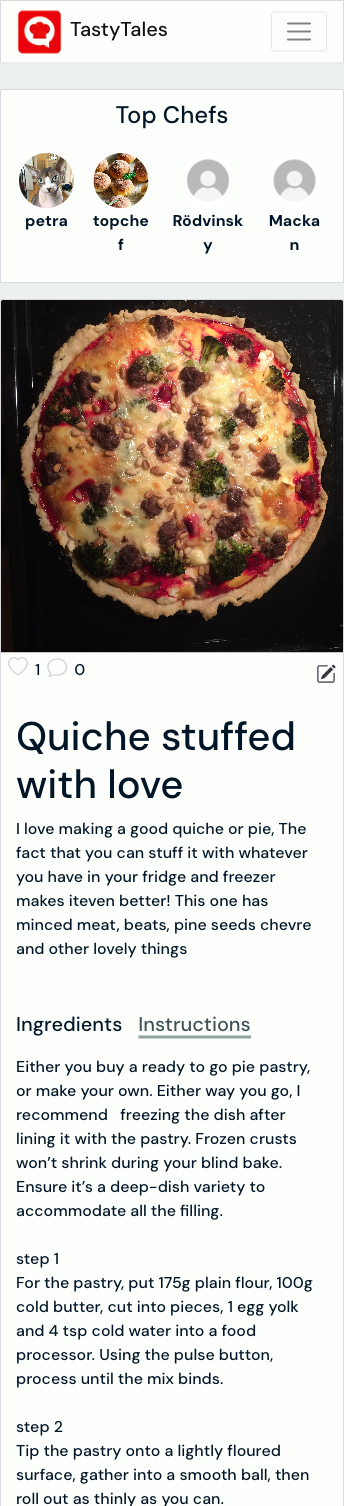 TastyTales
Top Chefs
petra
topche
f
Rödvinsk
y
Macka
n
1 0
Quiche stuffed
with love
I love making a good quiche or pie, The
fact that you can stuff it with whatever
you have in your fridge and freezer
makes iteven better! This one has
minced meat, beats, pine seeds chevre
and other lovely things
Ingredients Instructions
Either you buy a ready to go pie pastry,
or make your own. Either way you go, I
recommend   freezing the dish after
lining it with the pastry. Frozen crusts
won’t shrink during your blind bake.
Ensure it’s a deep-dish variety to
accommodate all the filling.
step 1
For the pastry, put 175g plain flour, 100g
cold butter, cut into pieces, 1 egg yolk
and 4 tsp cold water into a food
processor. Using the pulse button,
process until the mix binds.
step 2
Tip the pastry onto a lightly floured
surface, gather into a smooth ball, then
roll out as thinly as you can.